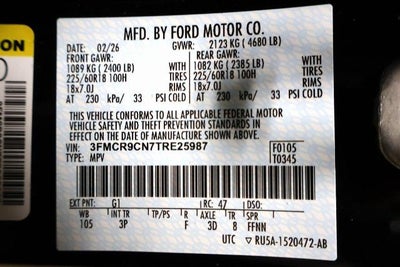 MFD. BY FORD MOTOR CO.
DATE: 02/26 GVWR: 2123 KG (4680 LB)
FRONT GAWR: REAR GAWR:
1089 KG (2400 LB) WITH 1082 KG (2385 LB) WITH
225/60R18 100H TIRES 225/60R18 100H TIRES
18x7.0J RIMS 18x7.0J RIMS
AT 230 kPa/ 33 PSI COLD AT 230 kPa/ 33 PSI COLD
THIS VEHICLE CONFORMS TO ALL APPLICABLE FEDERAL MOTOR
VEHICLE SAFETY AND THEFT PREVENTION STANDARDS IN
EFFECT ON THE DATE OF MANUFACTURE SHOWN ABOVE.
VIN: 3FMCR9CN7TRE25987 F0105
TYPE: MPV T0345
EXT PNT: G1 RC: 47 DSO:
WB INT TR TP/PS R AXLE TR SPR
105 3P F 3D 8 FFNN
UTC RU5A-1520472-AB